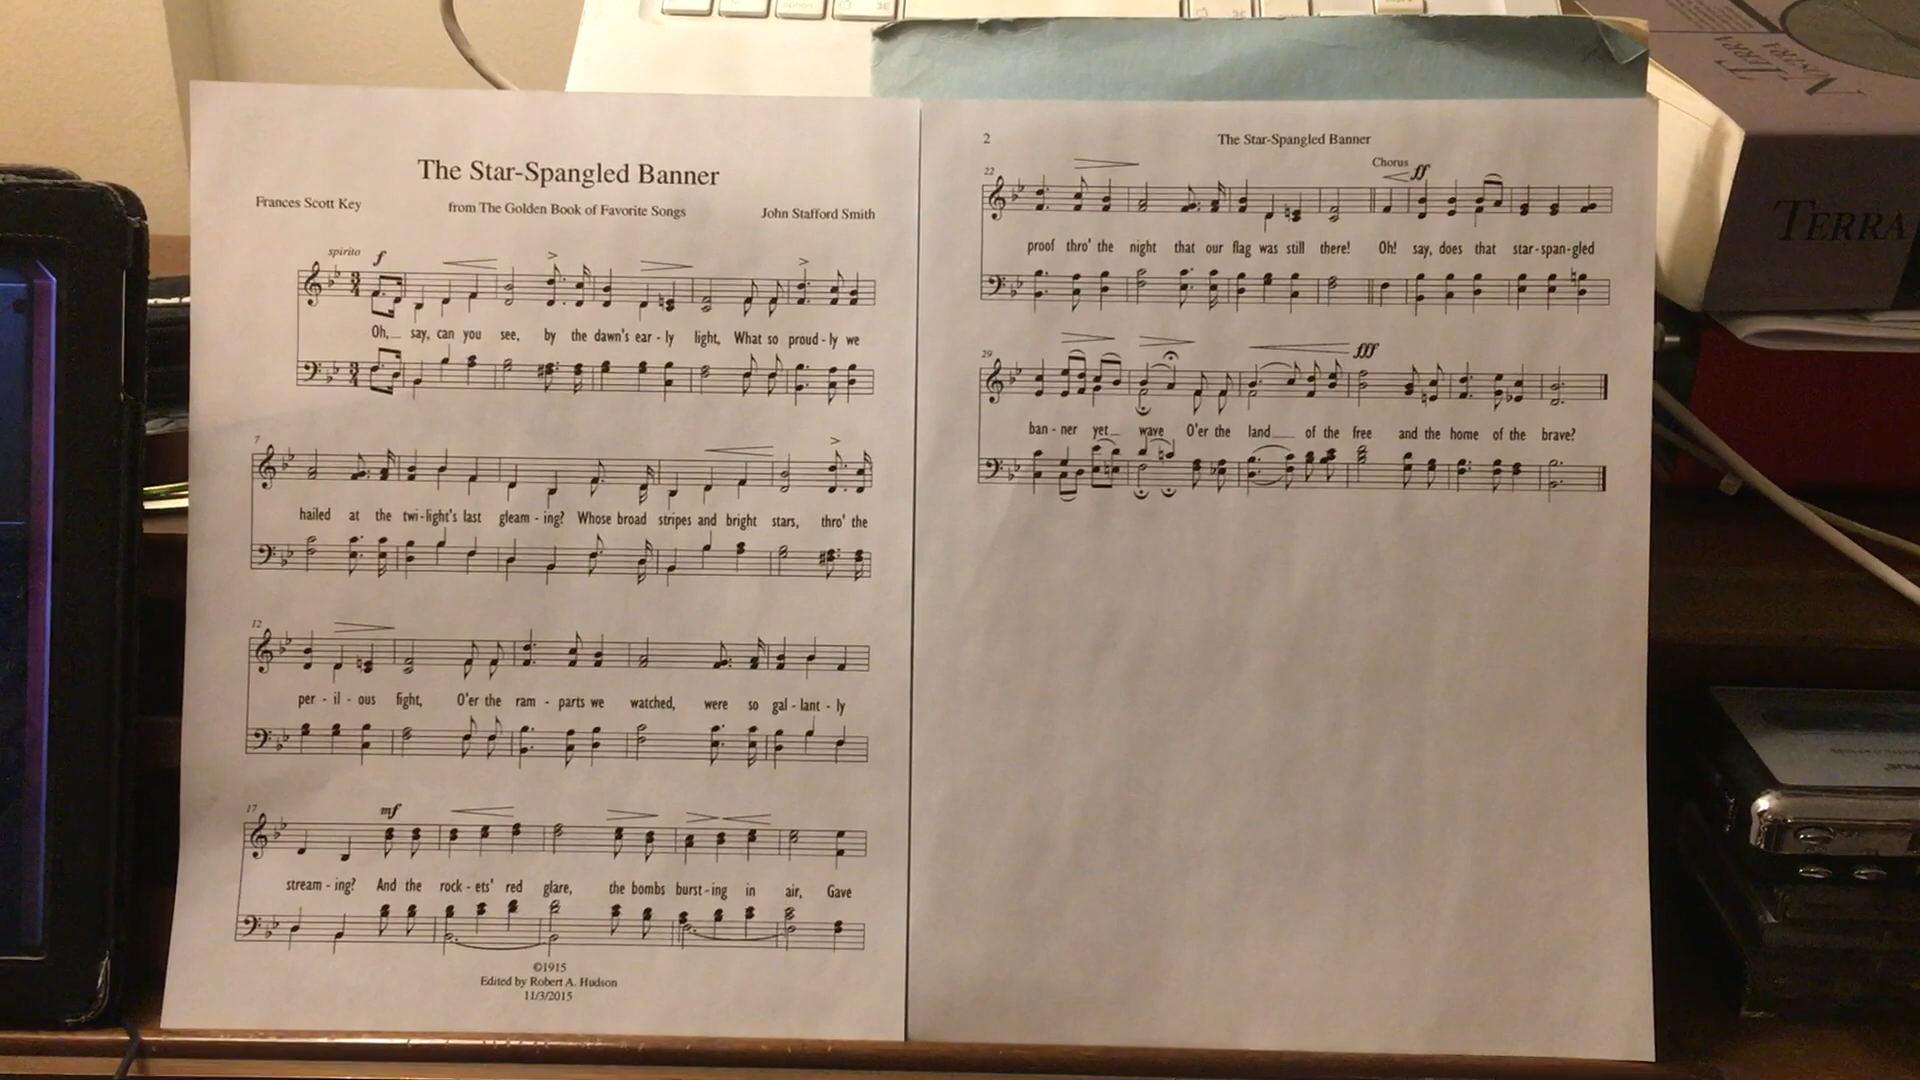 The Star-Spangled Banner
Frances Scott Key
from The Golden Book of Favorite Songs
John Stafford Smith
spirito
f
Oh, say, can you see, by the dawn's ear - ly light, What so proud - ly we
7
hailed at the twi - light's last gleam - ing? Whose broad stripes and bright stars, thro' the
12
per - il - ous fight, O'er the ram - parts we watched, were so gal - lant - ly
17
mf
stream - ing? And the rock - ets' red glare, the bombs burst - ing in air, Gave
©1915
Edited by Robert A. Hudson
11/3/2015
2
The Star-Spangled Banner
Chorus
ff
22
proof thro' the night that our flag was still there! Oh! say, does that star - span - gled
29
fff
ban - ner yet wave O'er the land of the free and the home of the brave?
TERRA
NOSTRA
TERRA